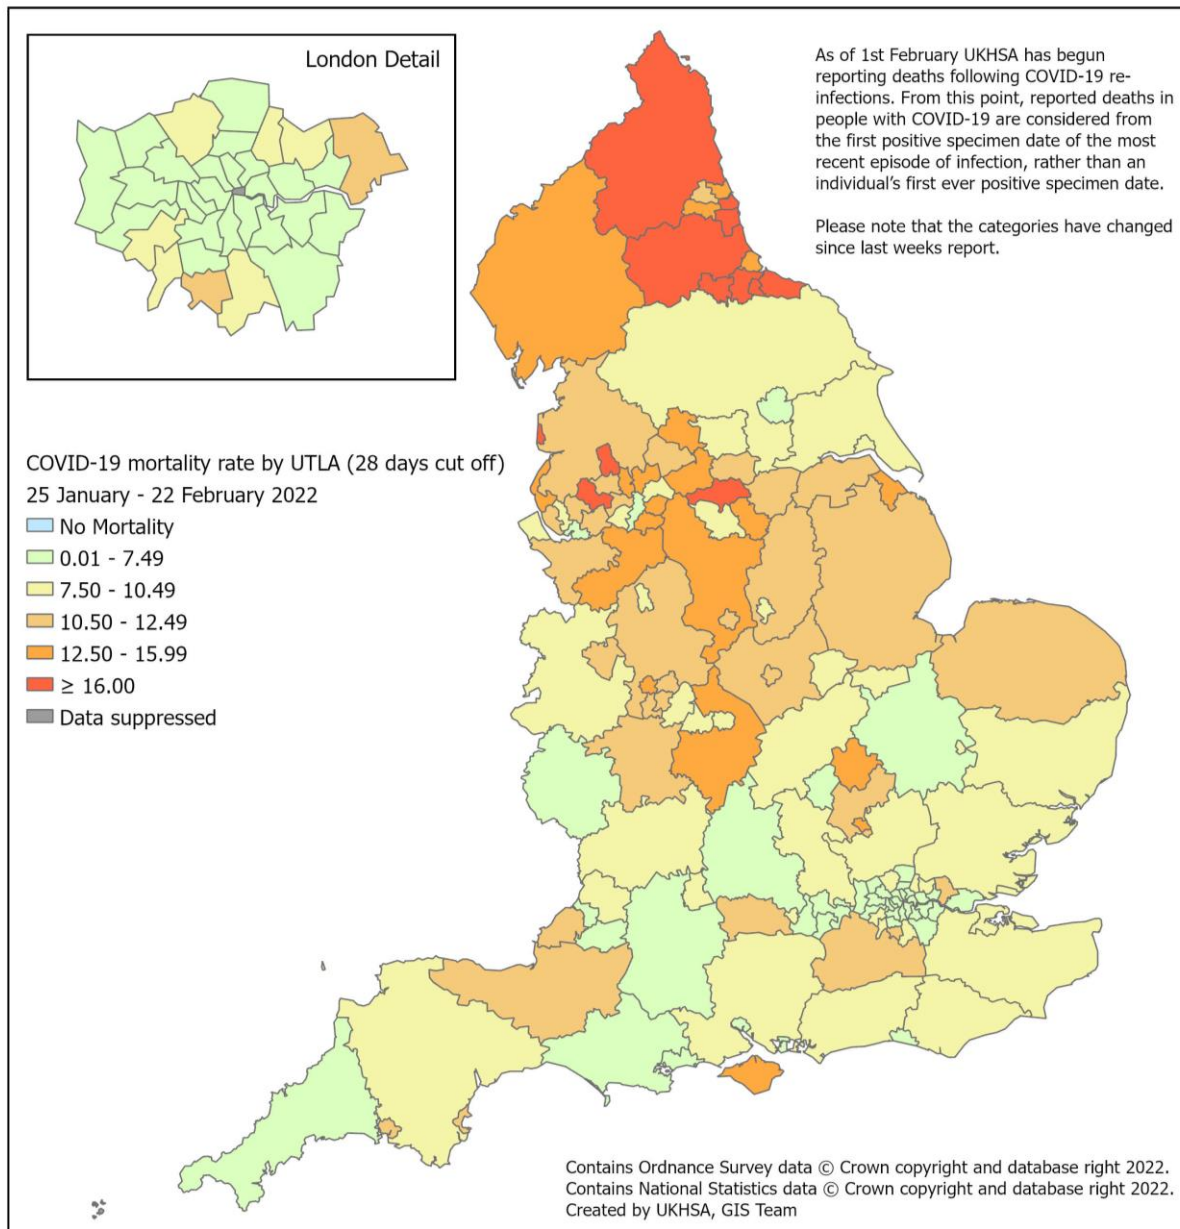 London Detail
As of 1st February UKHSA has begun
reporting deaths following COVID-19 re-
infections. From this point, reported deaths in
people with COVID-19 are considered from
the first positive specimen date of the most
recent episode of infection, rather than an
individual's first ever positive specimen date.
Please note that the categories have changed
since last weeks report.
COVID-19 mortality rate by UTLA (28 days cut off)
25 January - 22 February 2022
No Mortality
0.01 - 7.49
7.50 - 10.49
10.50 - 12.49
12.50 - 15.99
≥ 16.00
Data suppressed
Contains Ordnance Survey data © Crown copyright and database right 2022.
Contains National Statistics data © Crown copyright and database right 2022.
Created by UKHSA, GIS Team